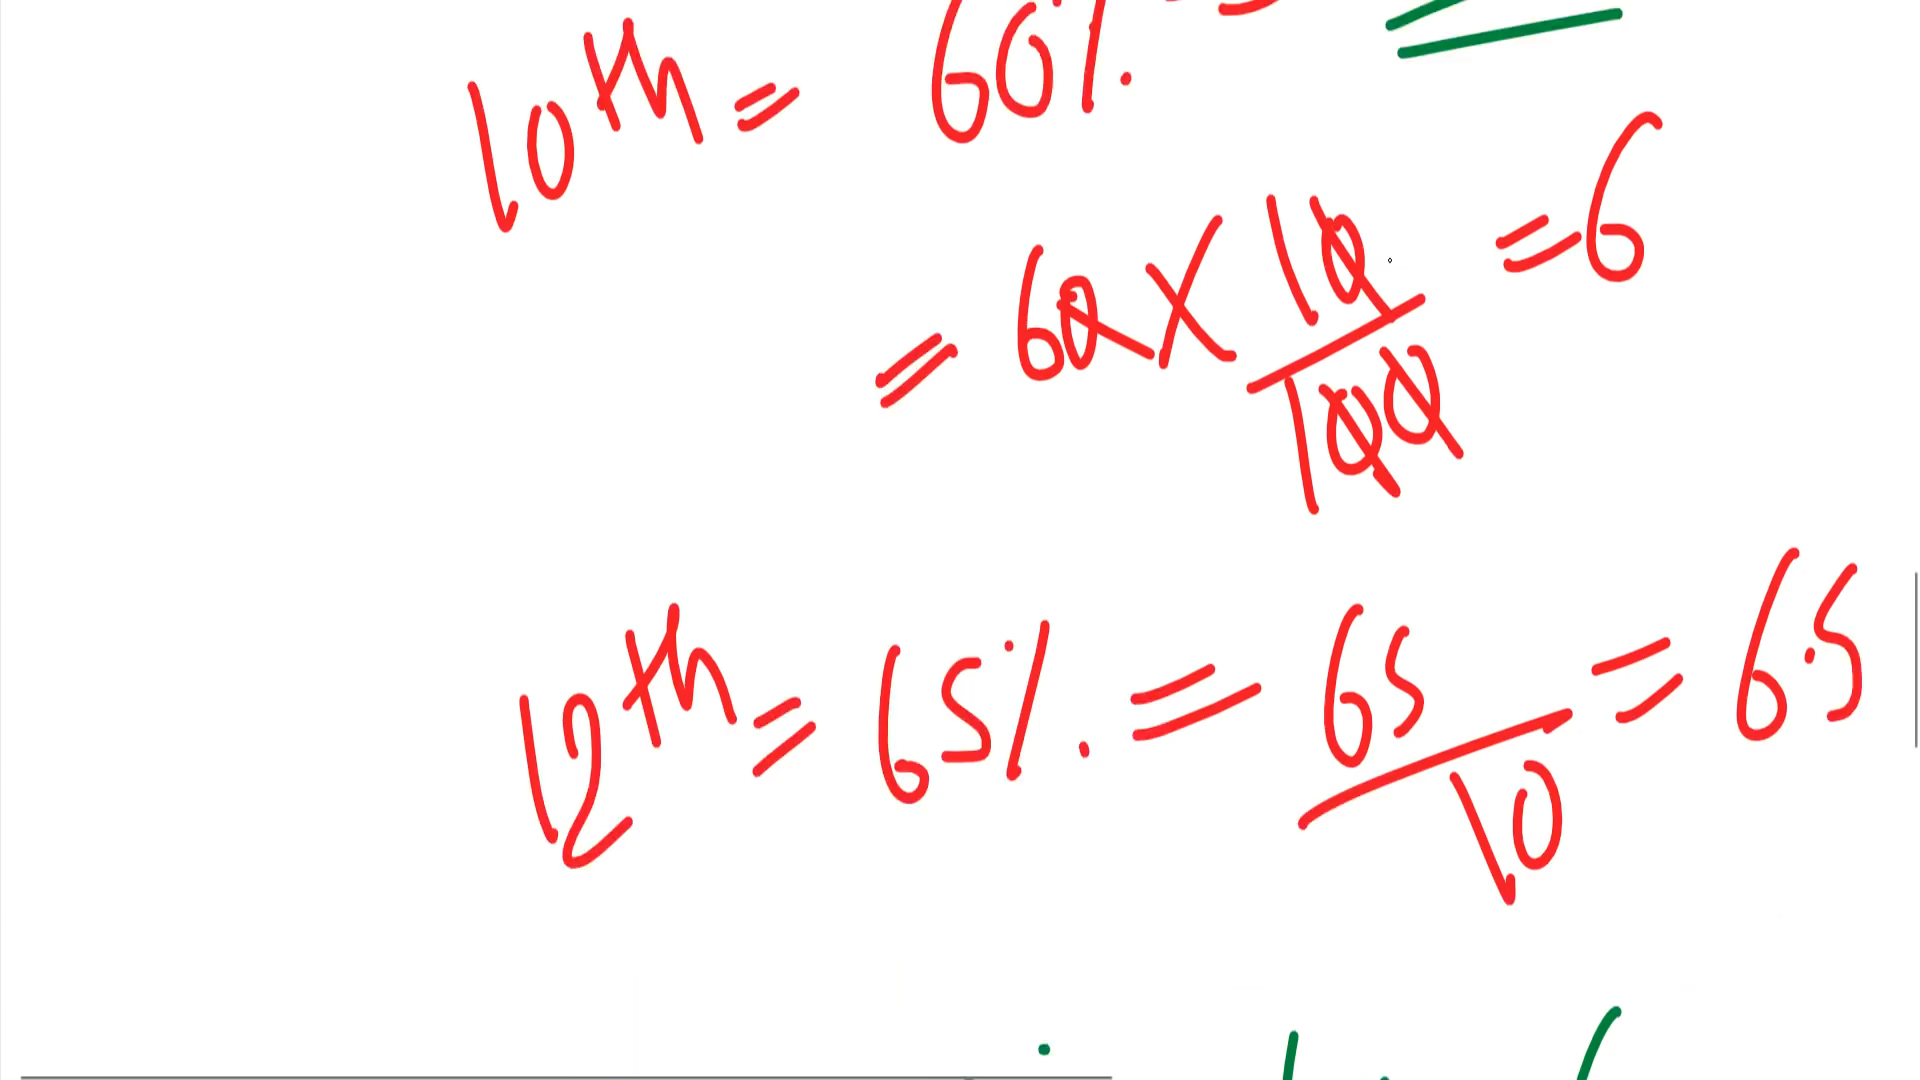 10th = 60%.
= 60 × 10/100 = 6
12th = 65% = 65/10 = 6.5